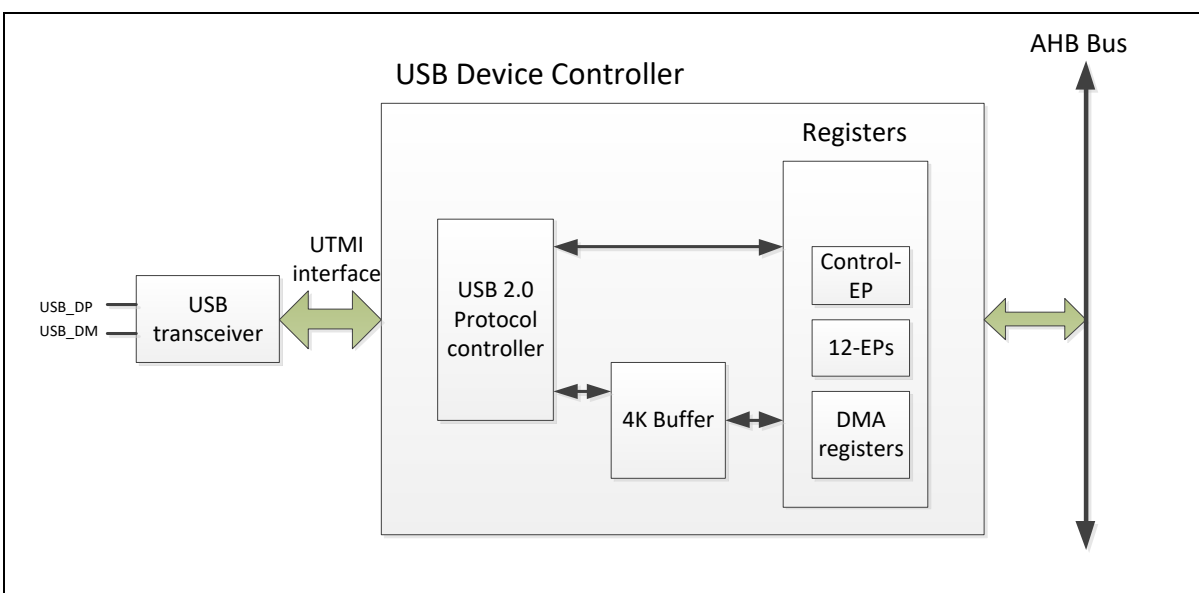 AHB Bus
USB Device Controller
Registers
UTMI
interface
USB 2.0
Protocol
controller
Control-
EP
USB_DP
USB_DM
USB
transceiver
12-EPs
4K Buffer
DMA
registers